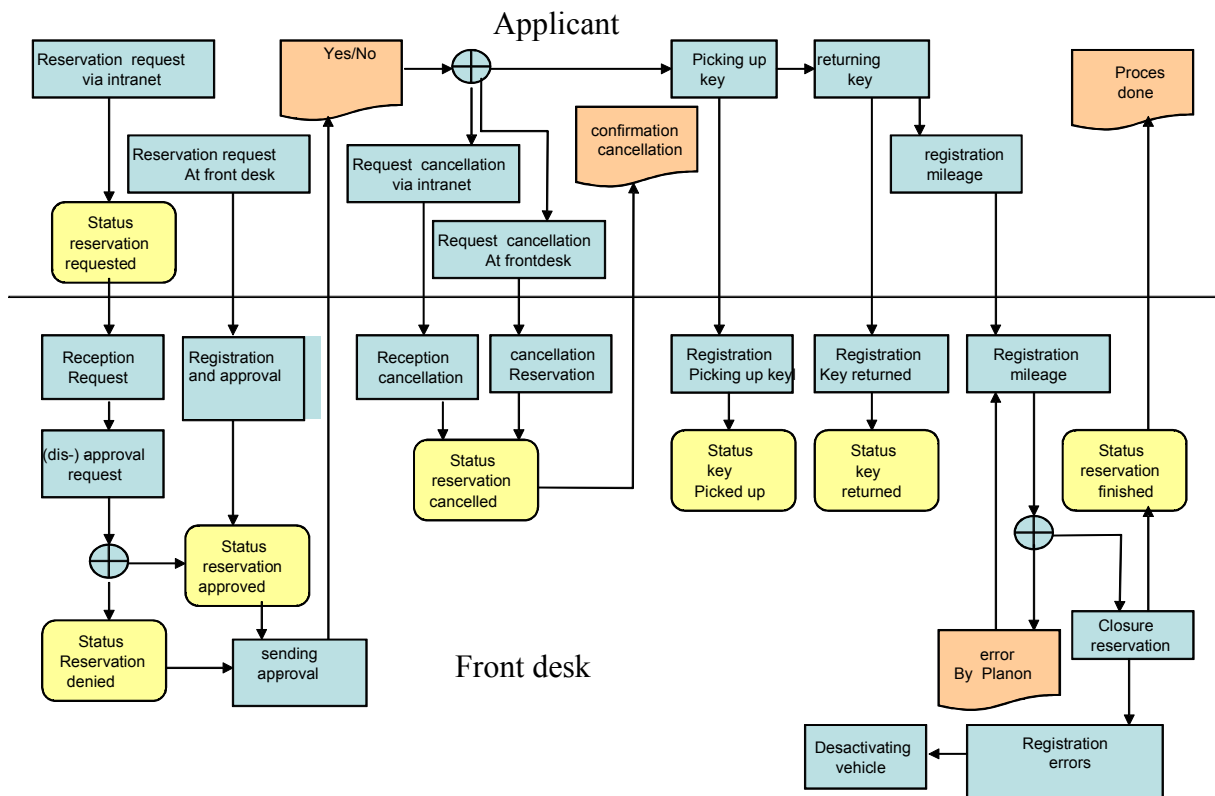 Applicant
Reservation request
via intranet
Yes/No
Picking up
key
returning
key
Proces
done
Reservation request
At front desk
confirmation
cancellation
Request cancellation
via intranet
registration
mileage
Status
reservation
requested
Request cancellation
At frontdesk
Reception
Request
Registration
and approval
Reception
cancellation
cancellation
Reservation
Registration
Picking up key
Registration
Key returned
Registration
mileage
(dis-) approval
request
Status
reservation
cancelled
Status
key
Picked up
Status
key
returned
Status
reservation
finished
Status
reservation
approved
Status
Reservation
denied
sending
approval
Front desk
error
By Planon
Closure
reservation
Desactivating
vehicle
Registration
errors